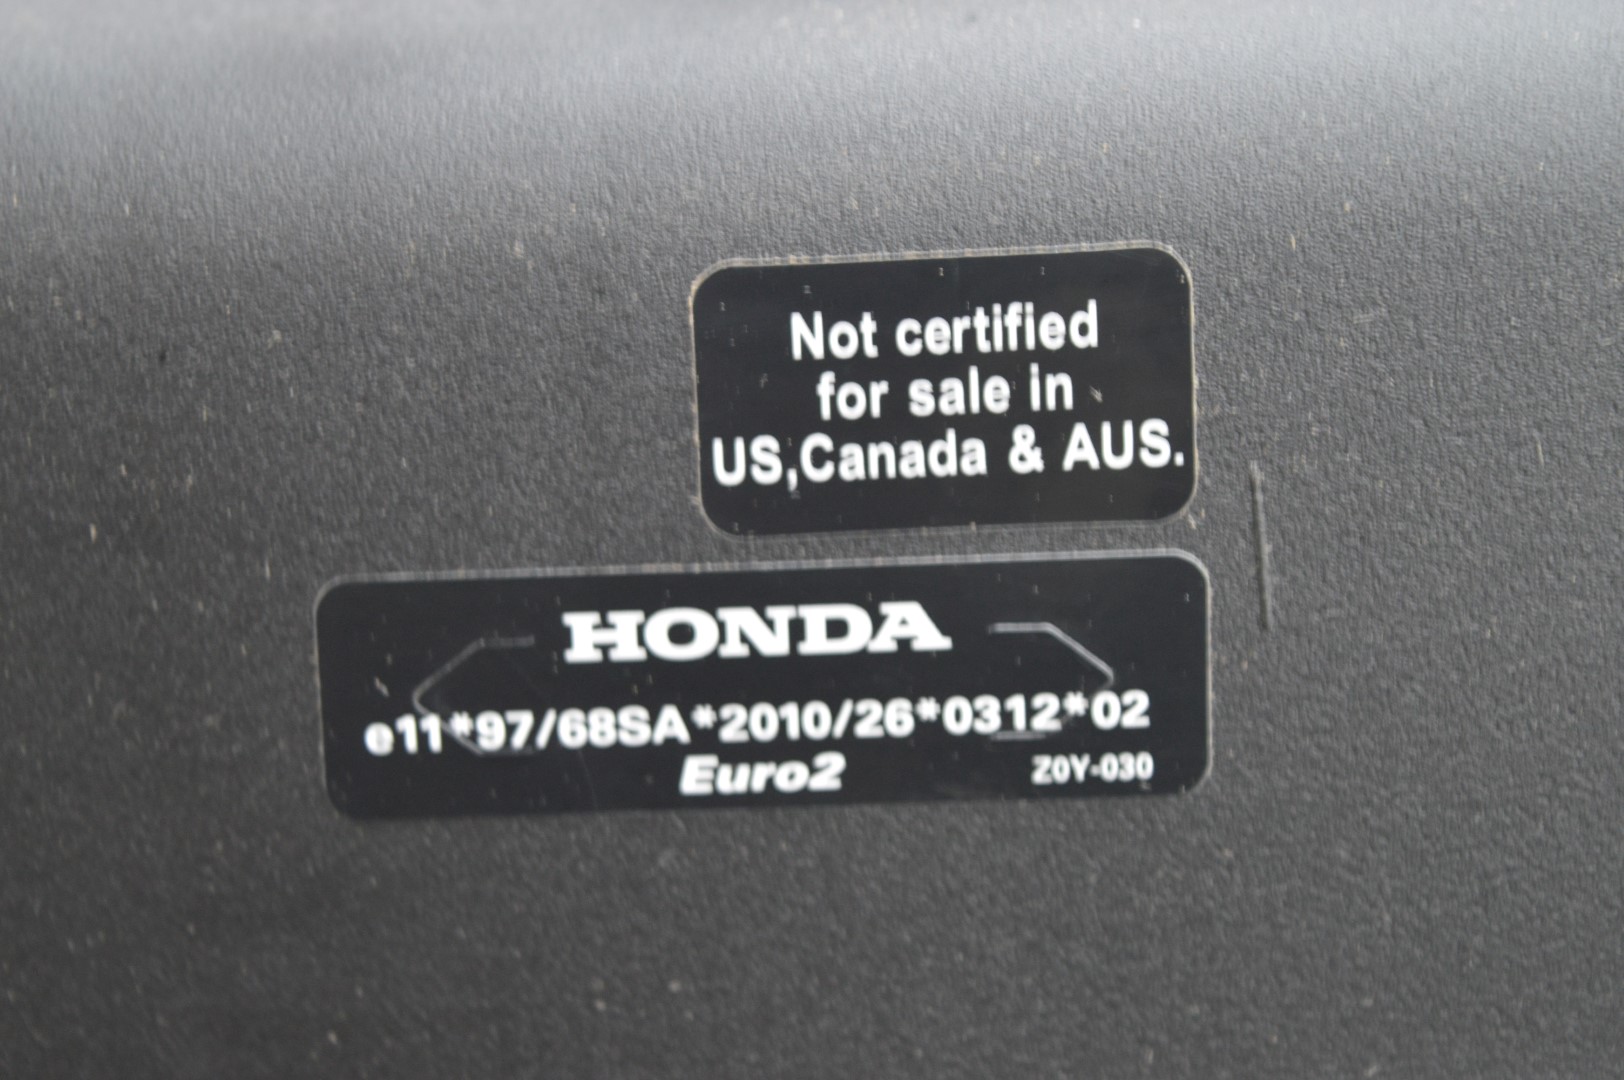 Not certified
for sale in
US,Canada & AUS.
HONDA
e11*97/68SA*2010/26*0312*02
Euro2
Z0Y-030